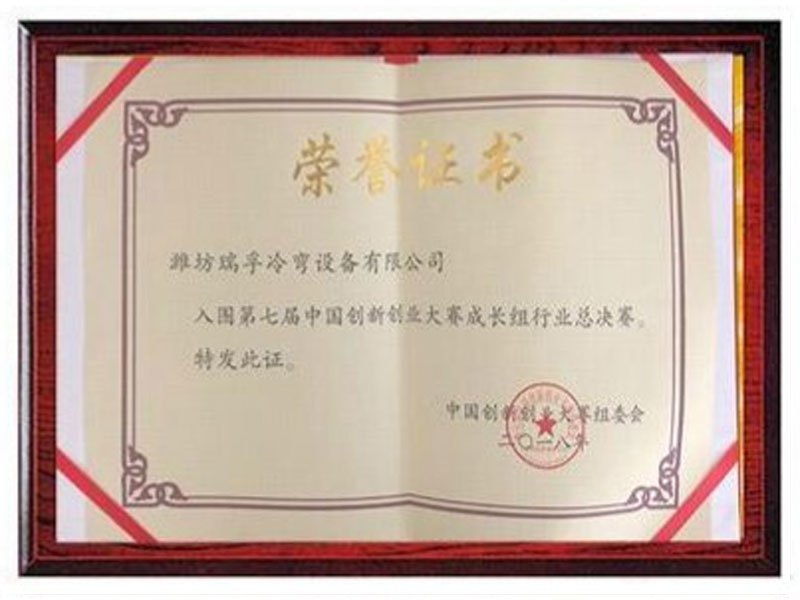 荣誉证书
潍坊瑞孚冷弯设备有限公司
入围第七届中国创新创业大赛成长组行业总决赛。
特发此证。
中国创新创业大赛组委会
二〇一八年